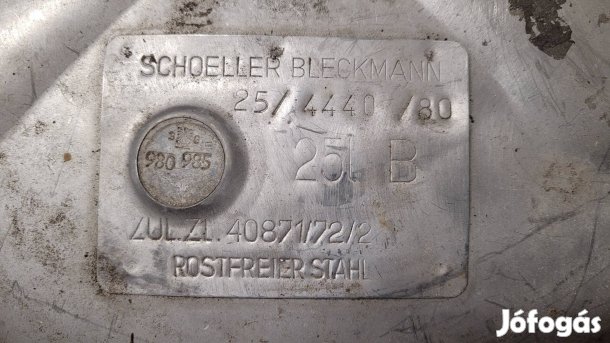 SCHOELLER BLECKMANN
25/4440 /80
980 985
25l B
ZUL.ZL. 40871/72/2
ROSTFREIER STAHL
Jófogás